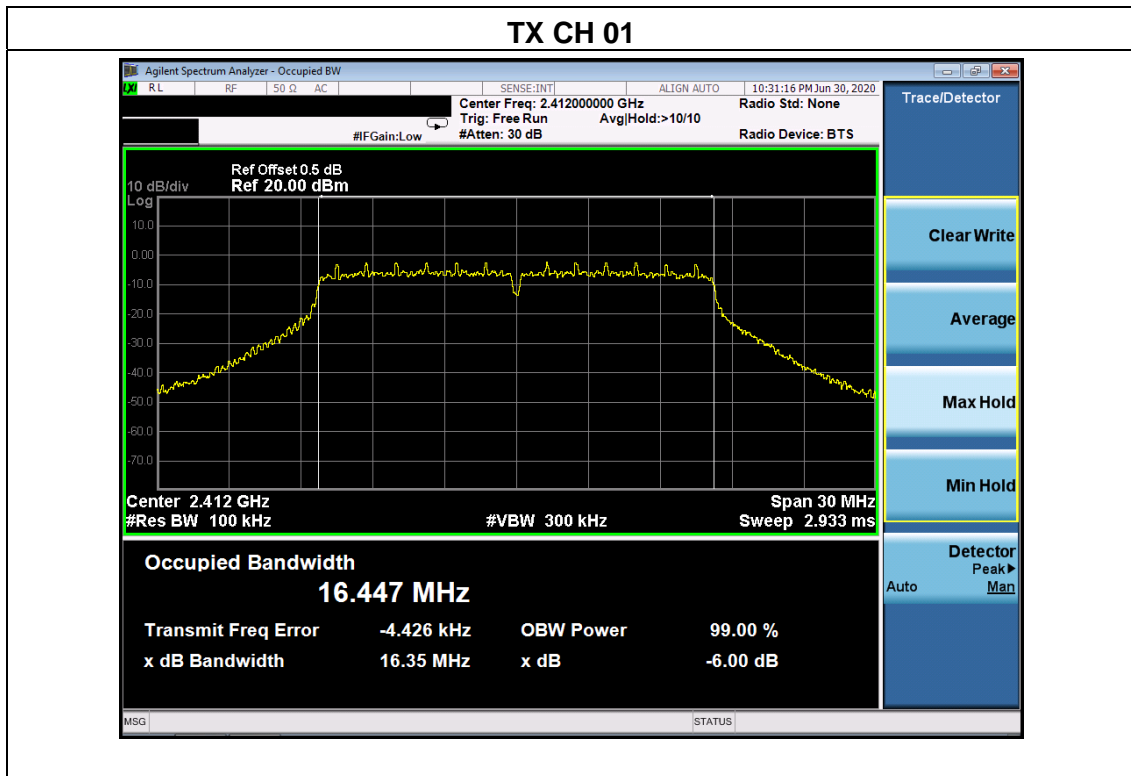 TX CH 01
Agilent Spectrum Analyzer - Occupied BW
LXI RL RF 50 Ω AC SENSE:INT ALIGN AUTO 10:31:16 PM Jun 30, 2020
Center Freq: 2.412000000 GHz Radio Std: None
Trig: Free Run Avg|Hold:>10/10
#IFGain:Low #Atten: 30 dB Radio Device: BTS
Trace/Detector
Ref Offset 0.5 dB
10 dB/div Ref 20.00 dBm
Log
10.0
0.00
-10.0
-20.0
-30.0
-40.0
-50.0
-60.0
-70.0
Center 2.412 GHz Span 30 MHz
#Res BW 100 kHz #VBW 300 kHz Sweep 2.933 ms
Clear Write
Average
Max Hold
Min Hold
Detector
Peak▶
Auto Man
Occupied Bandwidth
16.447 MHz
Transmit Freq Error -4.426 kHz OBW Power 99.00 %
x dB Bandwidth 16.35 MHz x dB -6.00 dB
MSG STATUS